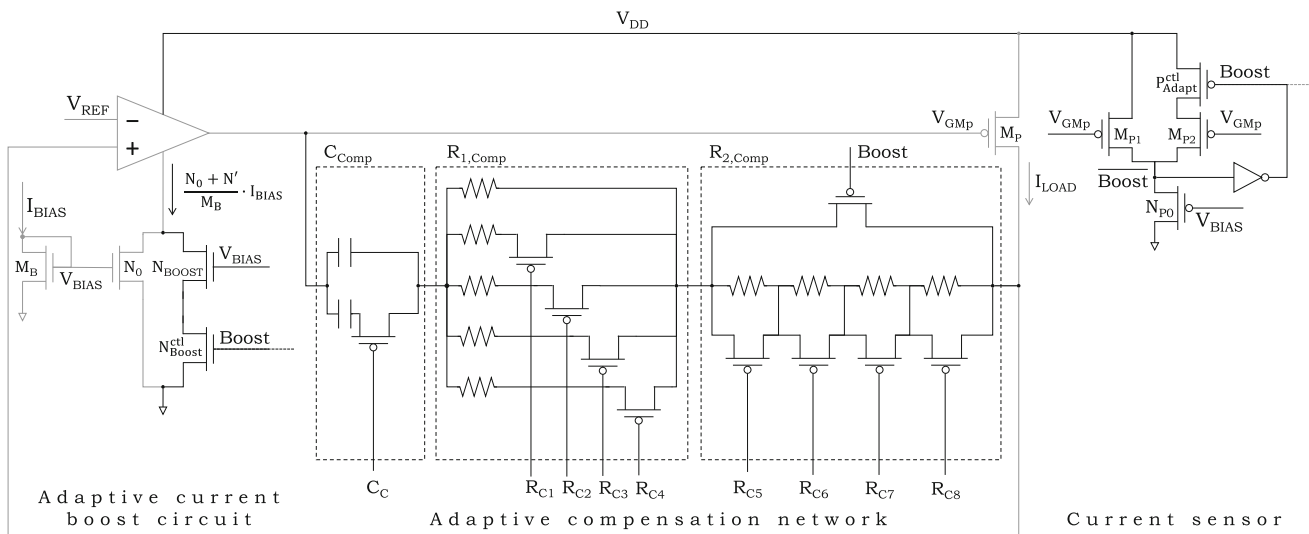 V_DD
V_REF
−
+
V_GMp
M_P
V_GMp
M_P1
P^ctl_Adapt
Boost
M_P2
V_GMp
C_Comp
R_1,Comp
R_2,Comp
Boost
Boost
N_P0
V_BIAS
I_LOAD
N_0 + N′
M_B
· I_BIAS
I_BIAS
M_B
V_BIAS
N_0
N_BOOST
V_BIAS
N^ctl_Boost
Boost
C_C
R_C1
R_C2
R_C3
R_C4
R_C5
R_C6
R_C7
R_C8
Adaptive current
boost circuit
Adaptive compensation network
Current sensor